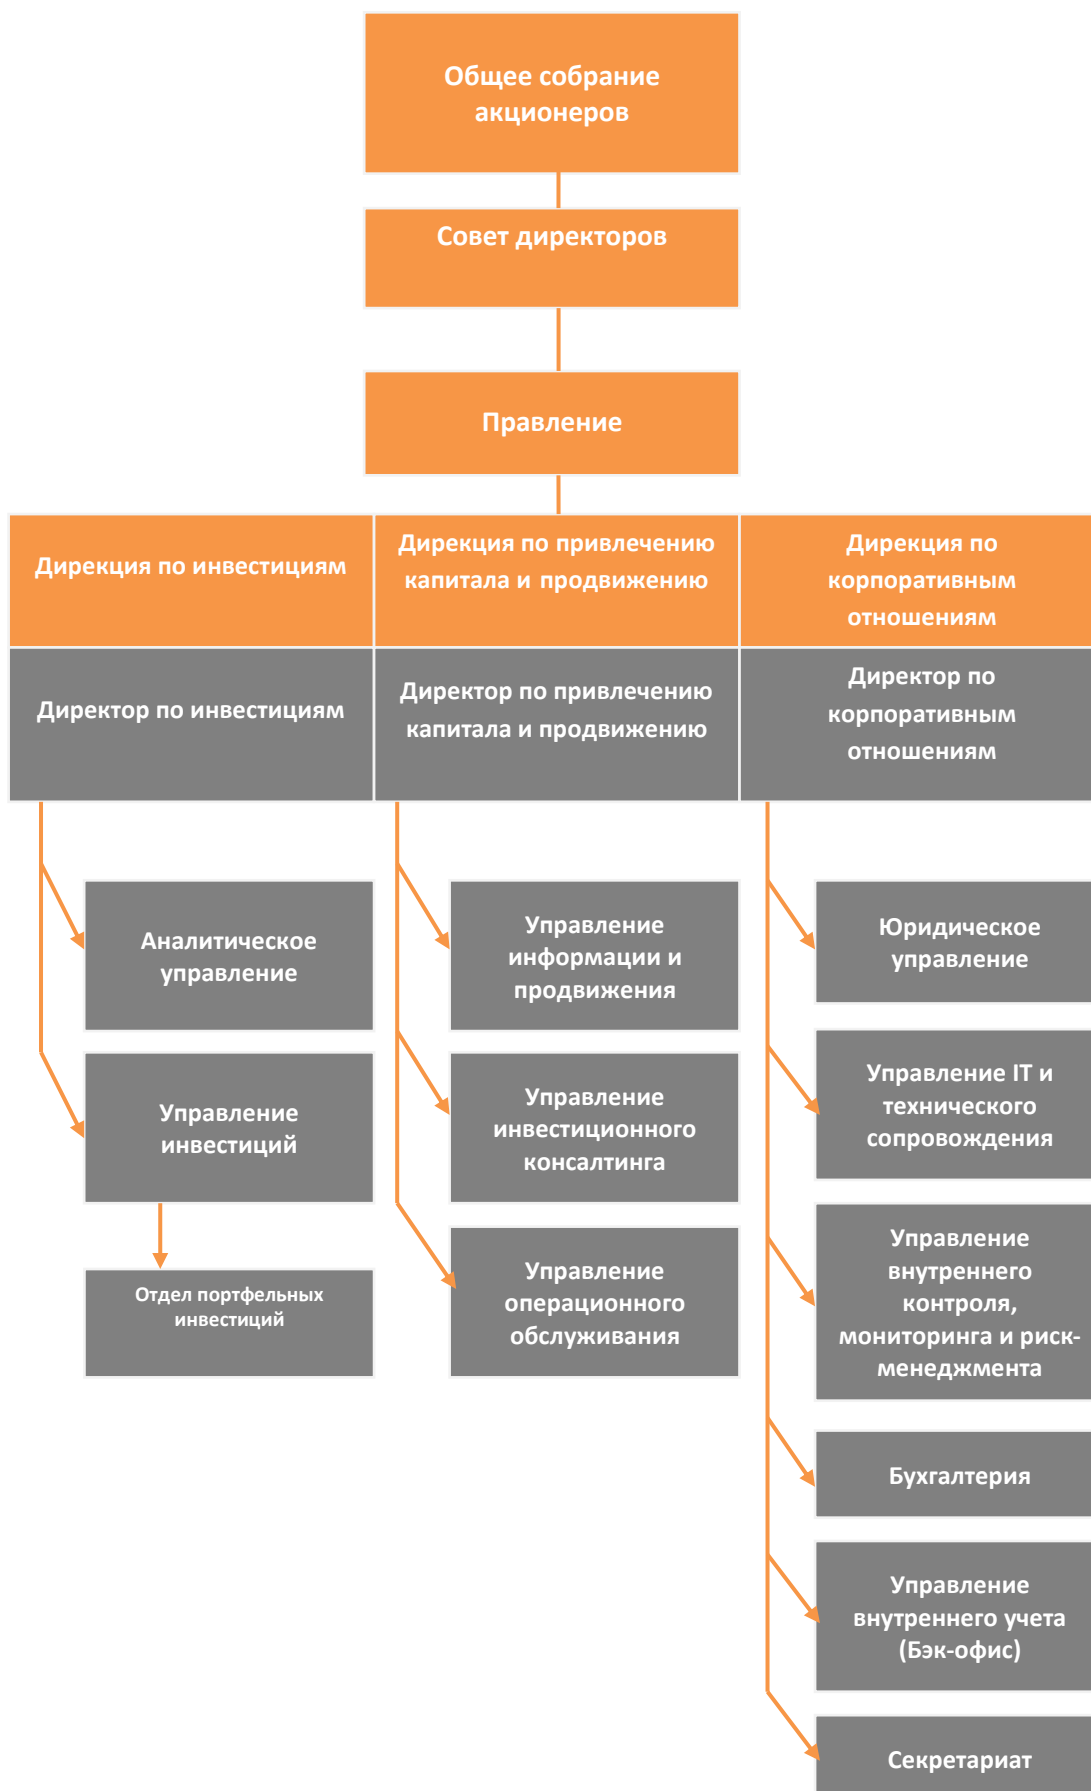 Общее собрание
акционеров
Совет директоров
Правление
Дирекция по инвестициям
Дирекция по привлечению
капитала и продвижению
Дирекция по
корпоративным
отношениям
Директор по инвестициям
Директор по привлечению
капитала и продвижению
Директор по
корпоративным
отношениям
Аналитическое
управление
Управление
инвестиций
Отдел портфельных
инвестиций
Управление
информации и
продвижения
Управление
инвестиционного
консалтинга
Управление
операционного
обслуживания
Юридическое
управление
Управление IT и
технического
сопровождения
Управление
внутреннего
контроля,
мониторинга и риск-
менеджмента
Бухгалтерия
Управление
внутреннего учета
(Бэк-офис)
Секретариат